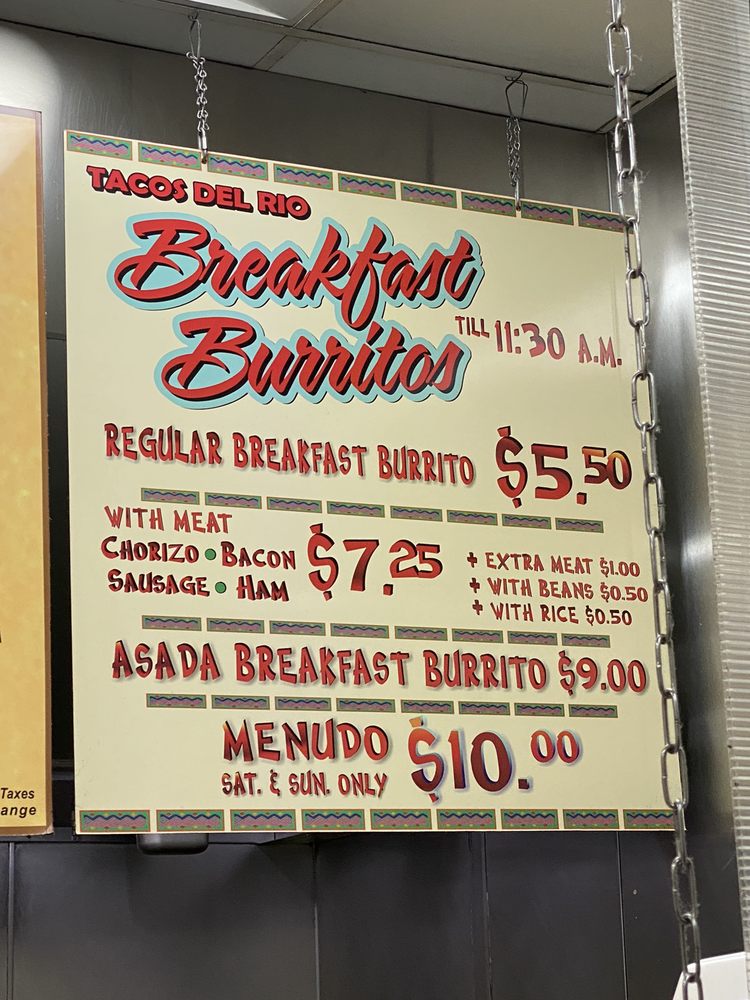 TACOS DEL RIO
Breakfast
Burritos
TILL 11:30 A.M.
REGULAR BREAKFAST BURRITO $5.50
WITH MEAT
CHORIZO • BACON
SAUSAGE • HAM
$7.25
+ EXTRA MEAT $1.00
+ WITH BEANS $0.50
+ WITH RICE $0.50
ASADA BREAKFAST BURRITO $9.00
MENUDO $10.00
SAT. & SUN. ONLY
Taxes
ange